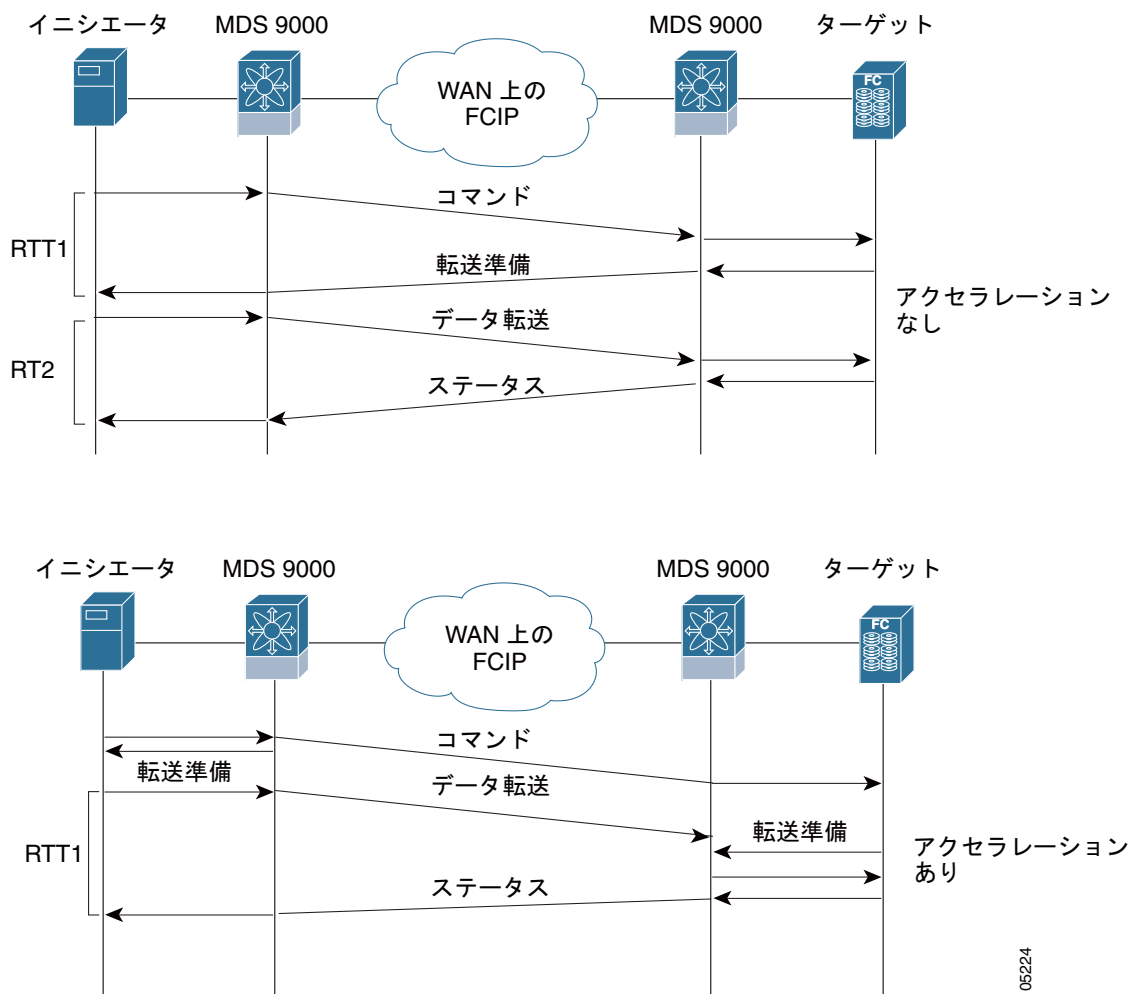 イニシエータ
MDS 9000
MDS 9000
ターゲット
WAN 上の
FCIP
FC
コマンド
RTT1
転送準備
アクセラレーション
なし
データ転送
RT2
ステータス
イニシエータ
MDS 9000
MDS 9000
ターゲット
WAN 上の
FCIP
FC
コマンド
転送準備
データ転送
転送準備
RTT1
アクセラレーション
あり
ステータス
05224